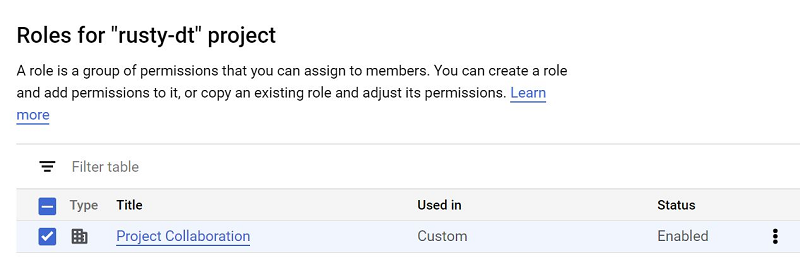 Roles for "rusty-dt" project
A role is a group of permissions that you can assign to members. You can create a role
and add permissions to it, or copy an existing role and adjust its permissions. Learn
more
Filter table
Type Title Used in Status
Project Collaboration Custom Enabled